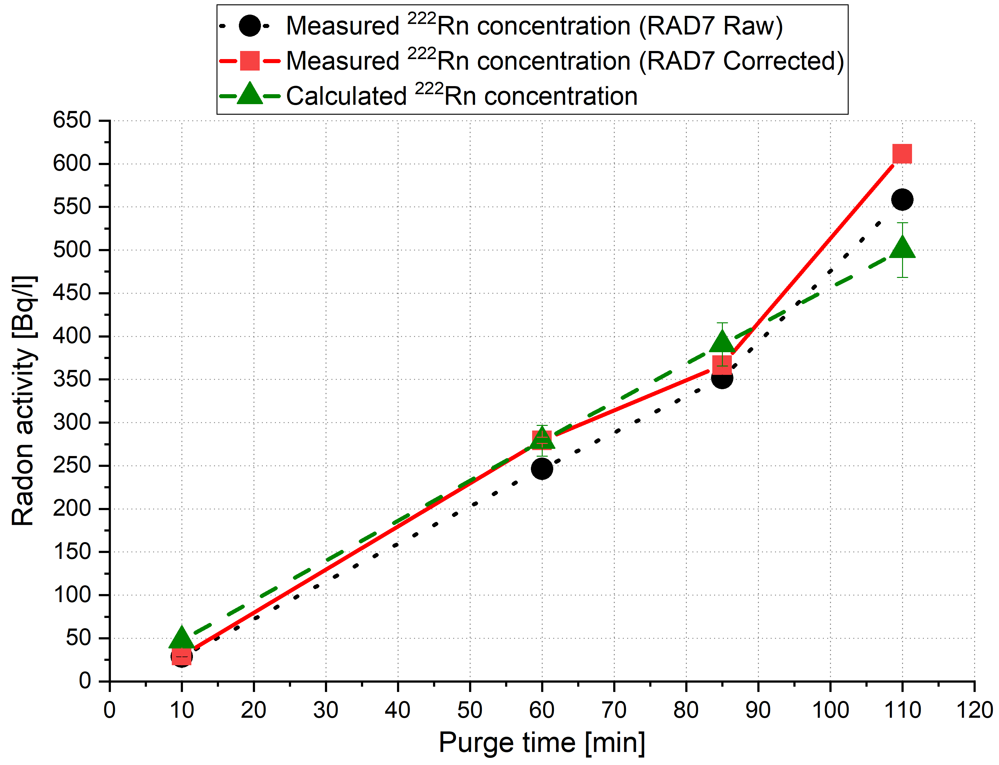 Measured ²²²Rn concentration (RAD7 Raw)
Measured ²²²Rn concentration (RAD7 Corrected)
Calculated ²²²Rn concentration
650
600
550
500
450
400
350
300
250
200
150
100
50
0
Radon activity [Bq/l]
0 10 20 30 40 50 60 70 80 90 100 110 120
Purge time [min]